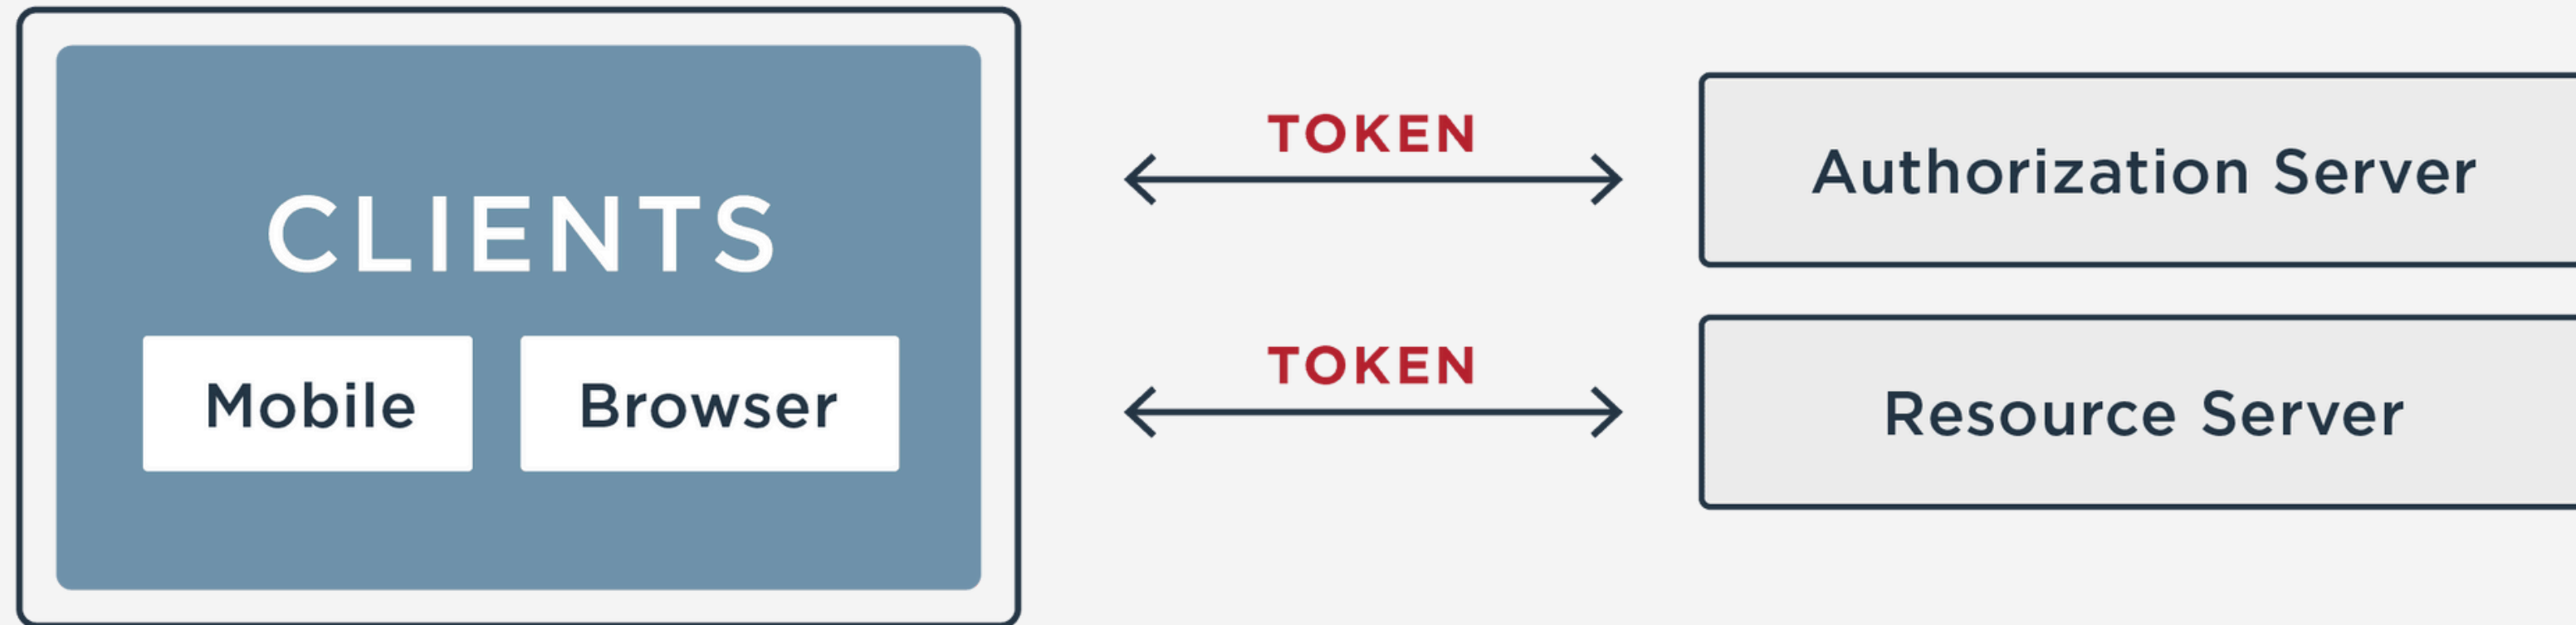 CLIENTS
Mobile
Browser
TOKEN
TOKEN
Authorization Server
Resource Server